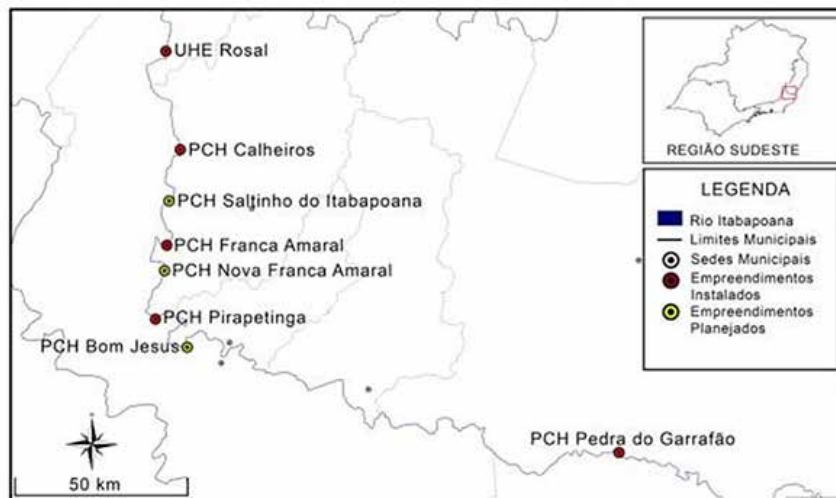 UHE Rosal
PCH Calheiros
PCH Saltinho do Itabapoana
PCH Franca Amaral
PCH Nova Franca Amaral
PCH Pirapetinga
PCH Bom Jesus
PCH Pedra do Garrafão
50 km
REGIÃO SUDESTE
LEGENDA
Rio Itabapoana
Limites Municipais
Sedes Municipais
Empreendimentos
Instalados
Empreendimentos
Planejados